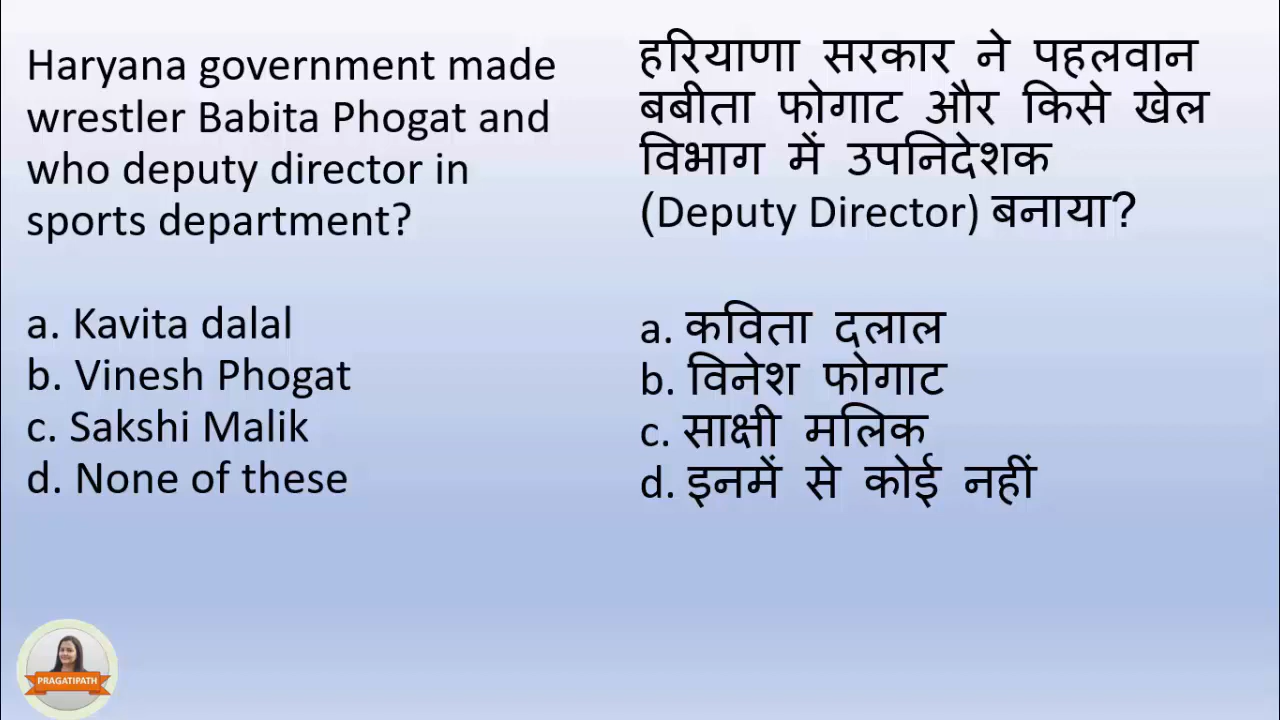 Haryana government made
wrestler Babita Phogat and
who deputy director in
sports department?
a. Kavita dalal
b. Vinesh Phogat
c. Sakshi Malik
d. None of these
हरियाणा सरकार ने पहलवान
बबीता फोगाट और किसे खेल
विभाग में उपनिदेशक
(Deputy Director) बनाया?
a. कविता दलाल
b. विनेश फोगाट
c. साक्षी मलिक
d. इनमें से कोई नहीं
PRAGATIPATH